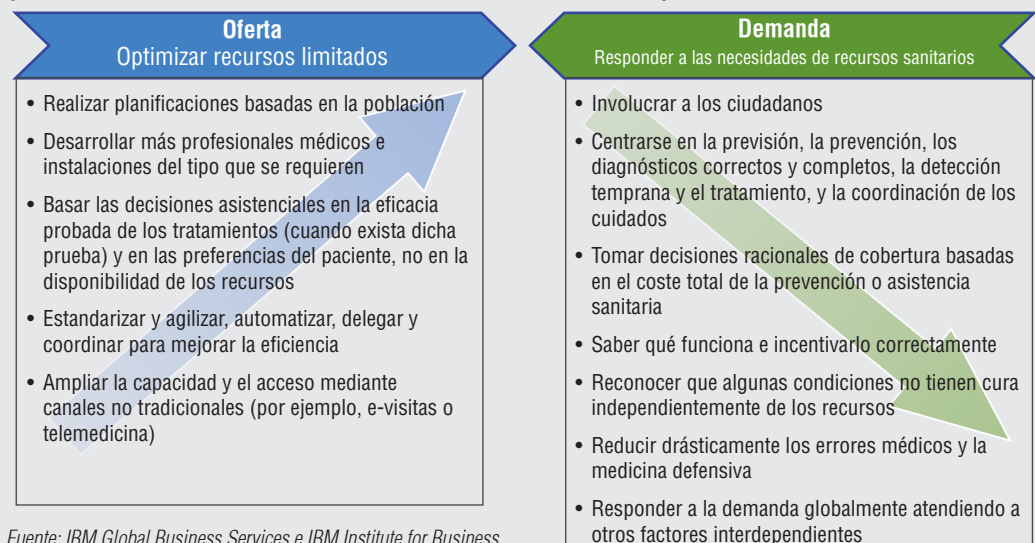 Oferta
Optimizar recursos limitados
• Realizar planificaciones basadas en la población
• Desarrollar más profesionales médicos e
instalaciones del tipo que se requieren
• Basar las decisiones asistenciales en la eficacia
probada de los tratamientos (cuando exista dicha
prueba) y en las preferencias del paciente, no en la
disponibilidad de los recursos
• Estandarizar y agilizar, automatizar, delegar y
coordinar para mejorar la eficiencia
• Ampliar la capacidad y el acceso mediante
canales no tradicionales (por ejemplo, e-visitas o
telemedicina)
Demanda
Responder a las necesidades de recursos sanitarios
• Involucrar a los ciudadanos
• Centrarse en la previsión, la prevención, los
diagnósticos correctos y completos, la detección
temprana y el tratamiento, y la coordinación de los
cuidados
• Tomar decisiones racionales de cobertura basadas
en el coste total de la prevención o asistencia
sanitaria
• Saber qué funciona e incentivarlo correctamente
• Reconocer que algunas condiciones no tienen cura
independientemente de los recursos
• Reducir drásticamente los errores médicos y la
medicina defensiva
• Responder a la demanda globalmente atendiendo a
otros factores interdependientes
Fuente: IBM Global Business Services e IBM Institute for Business